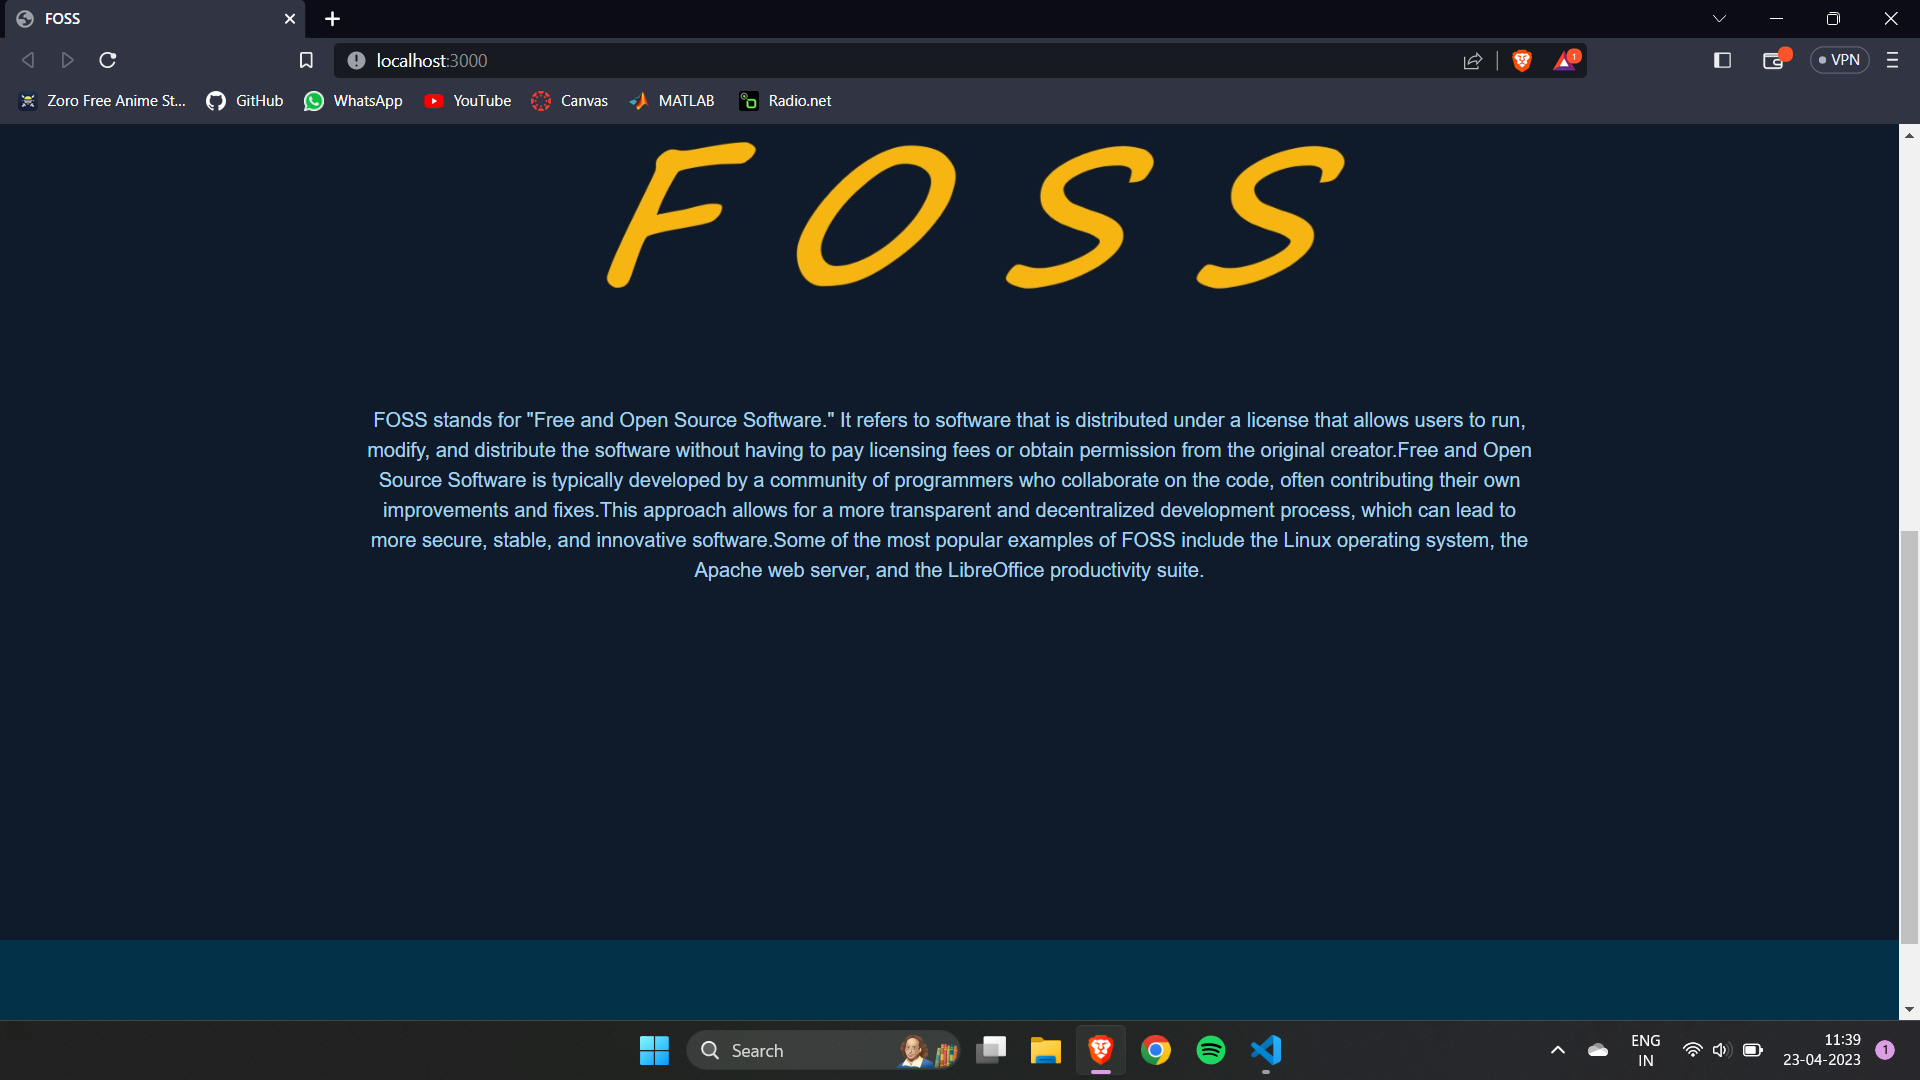 FOSS
localhost:3000
1
VPN
Zoro Free Anime St...
GitHub
WhatsApp
YouTube
Canvas
MATLAB
Radio.net
FOSS
FOSS stands for "Free and Open Source Software." It refers to software that is distributed under a license that allows users to run,
modify, and distribute the software without having to pay licensing fees or obtain permission from the original creator.Free and Open
Source Software is typically developed by a community of programmers who collaborate on the code, often contributing their own
improvements and fixes.This approach allows for a more transparent and decentralized development process, which can lead to
more secure, stable, and innovative software.Some of the most popular examples of FOSS include the Linux operating system, the
Apache web server, and the LibreOffice productivity suite.
Search
ENG
IN
11:39
23-04-2023
1